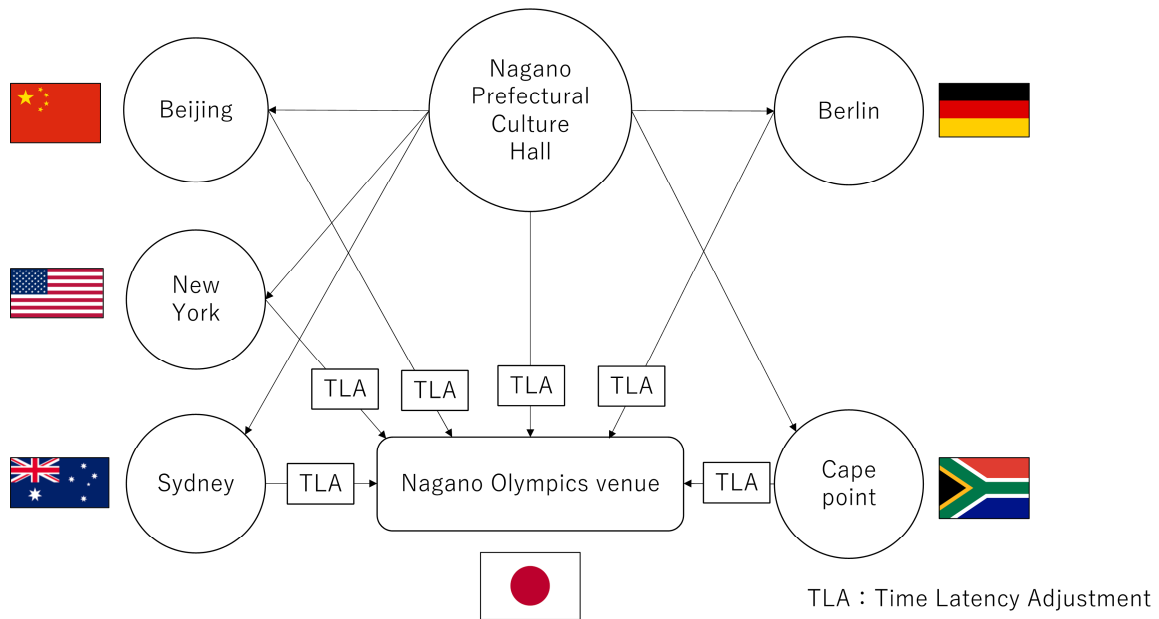 Nagano
Prefectural
Culture
Hall
Beijing
Berlin
New
York
TLA
TLA
TLA
TLA
Sydney
TLA
Nagano Olympics venue
TLA
Cape
point
TLA：Time Latency Adjustment